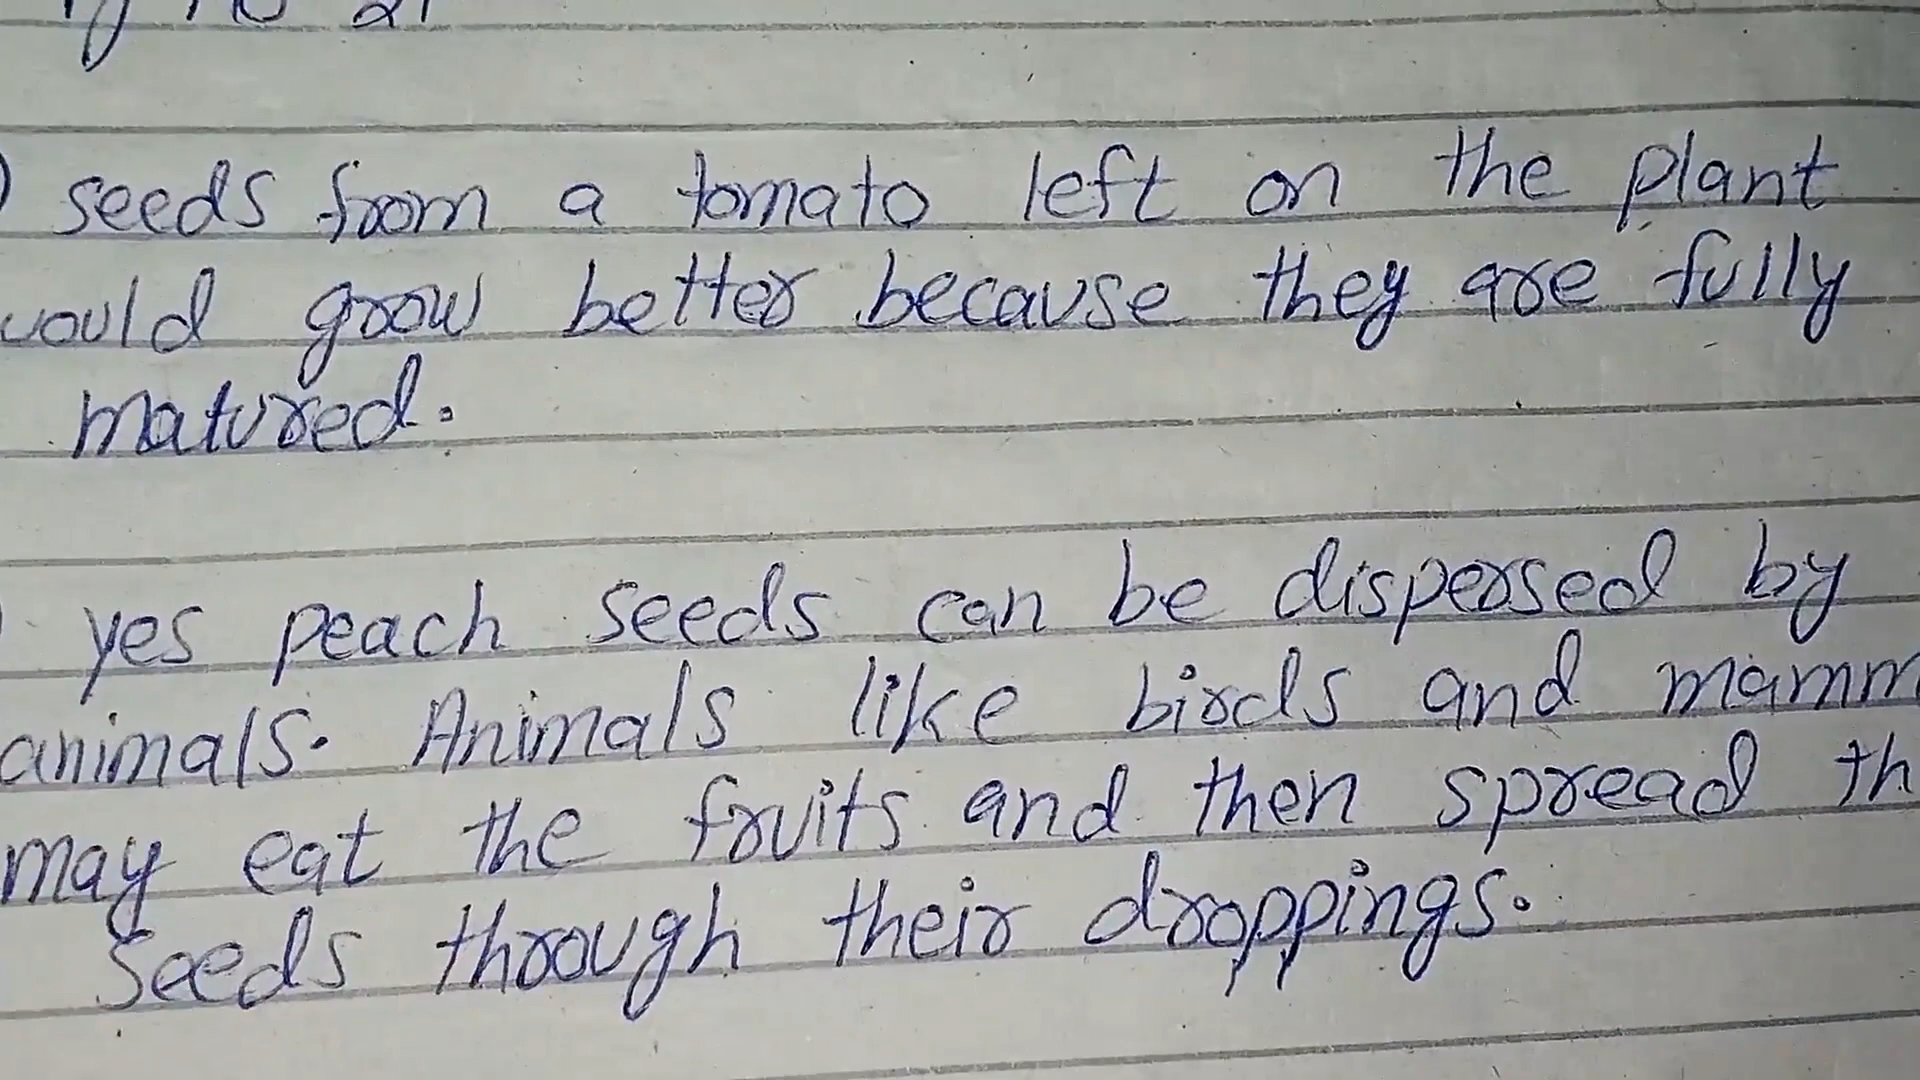 ) seeds from a tomato left on the plant
would grow better because they are fully
matured.
yes peach seeds can be dispersed by
animals. Animals like birds and mamm
may eat the fruits and then spread th
seeds through their droppings.